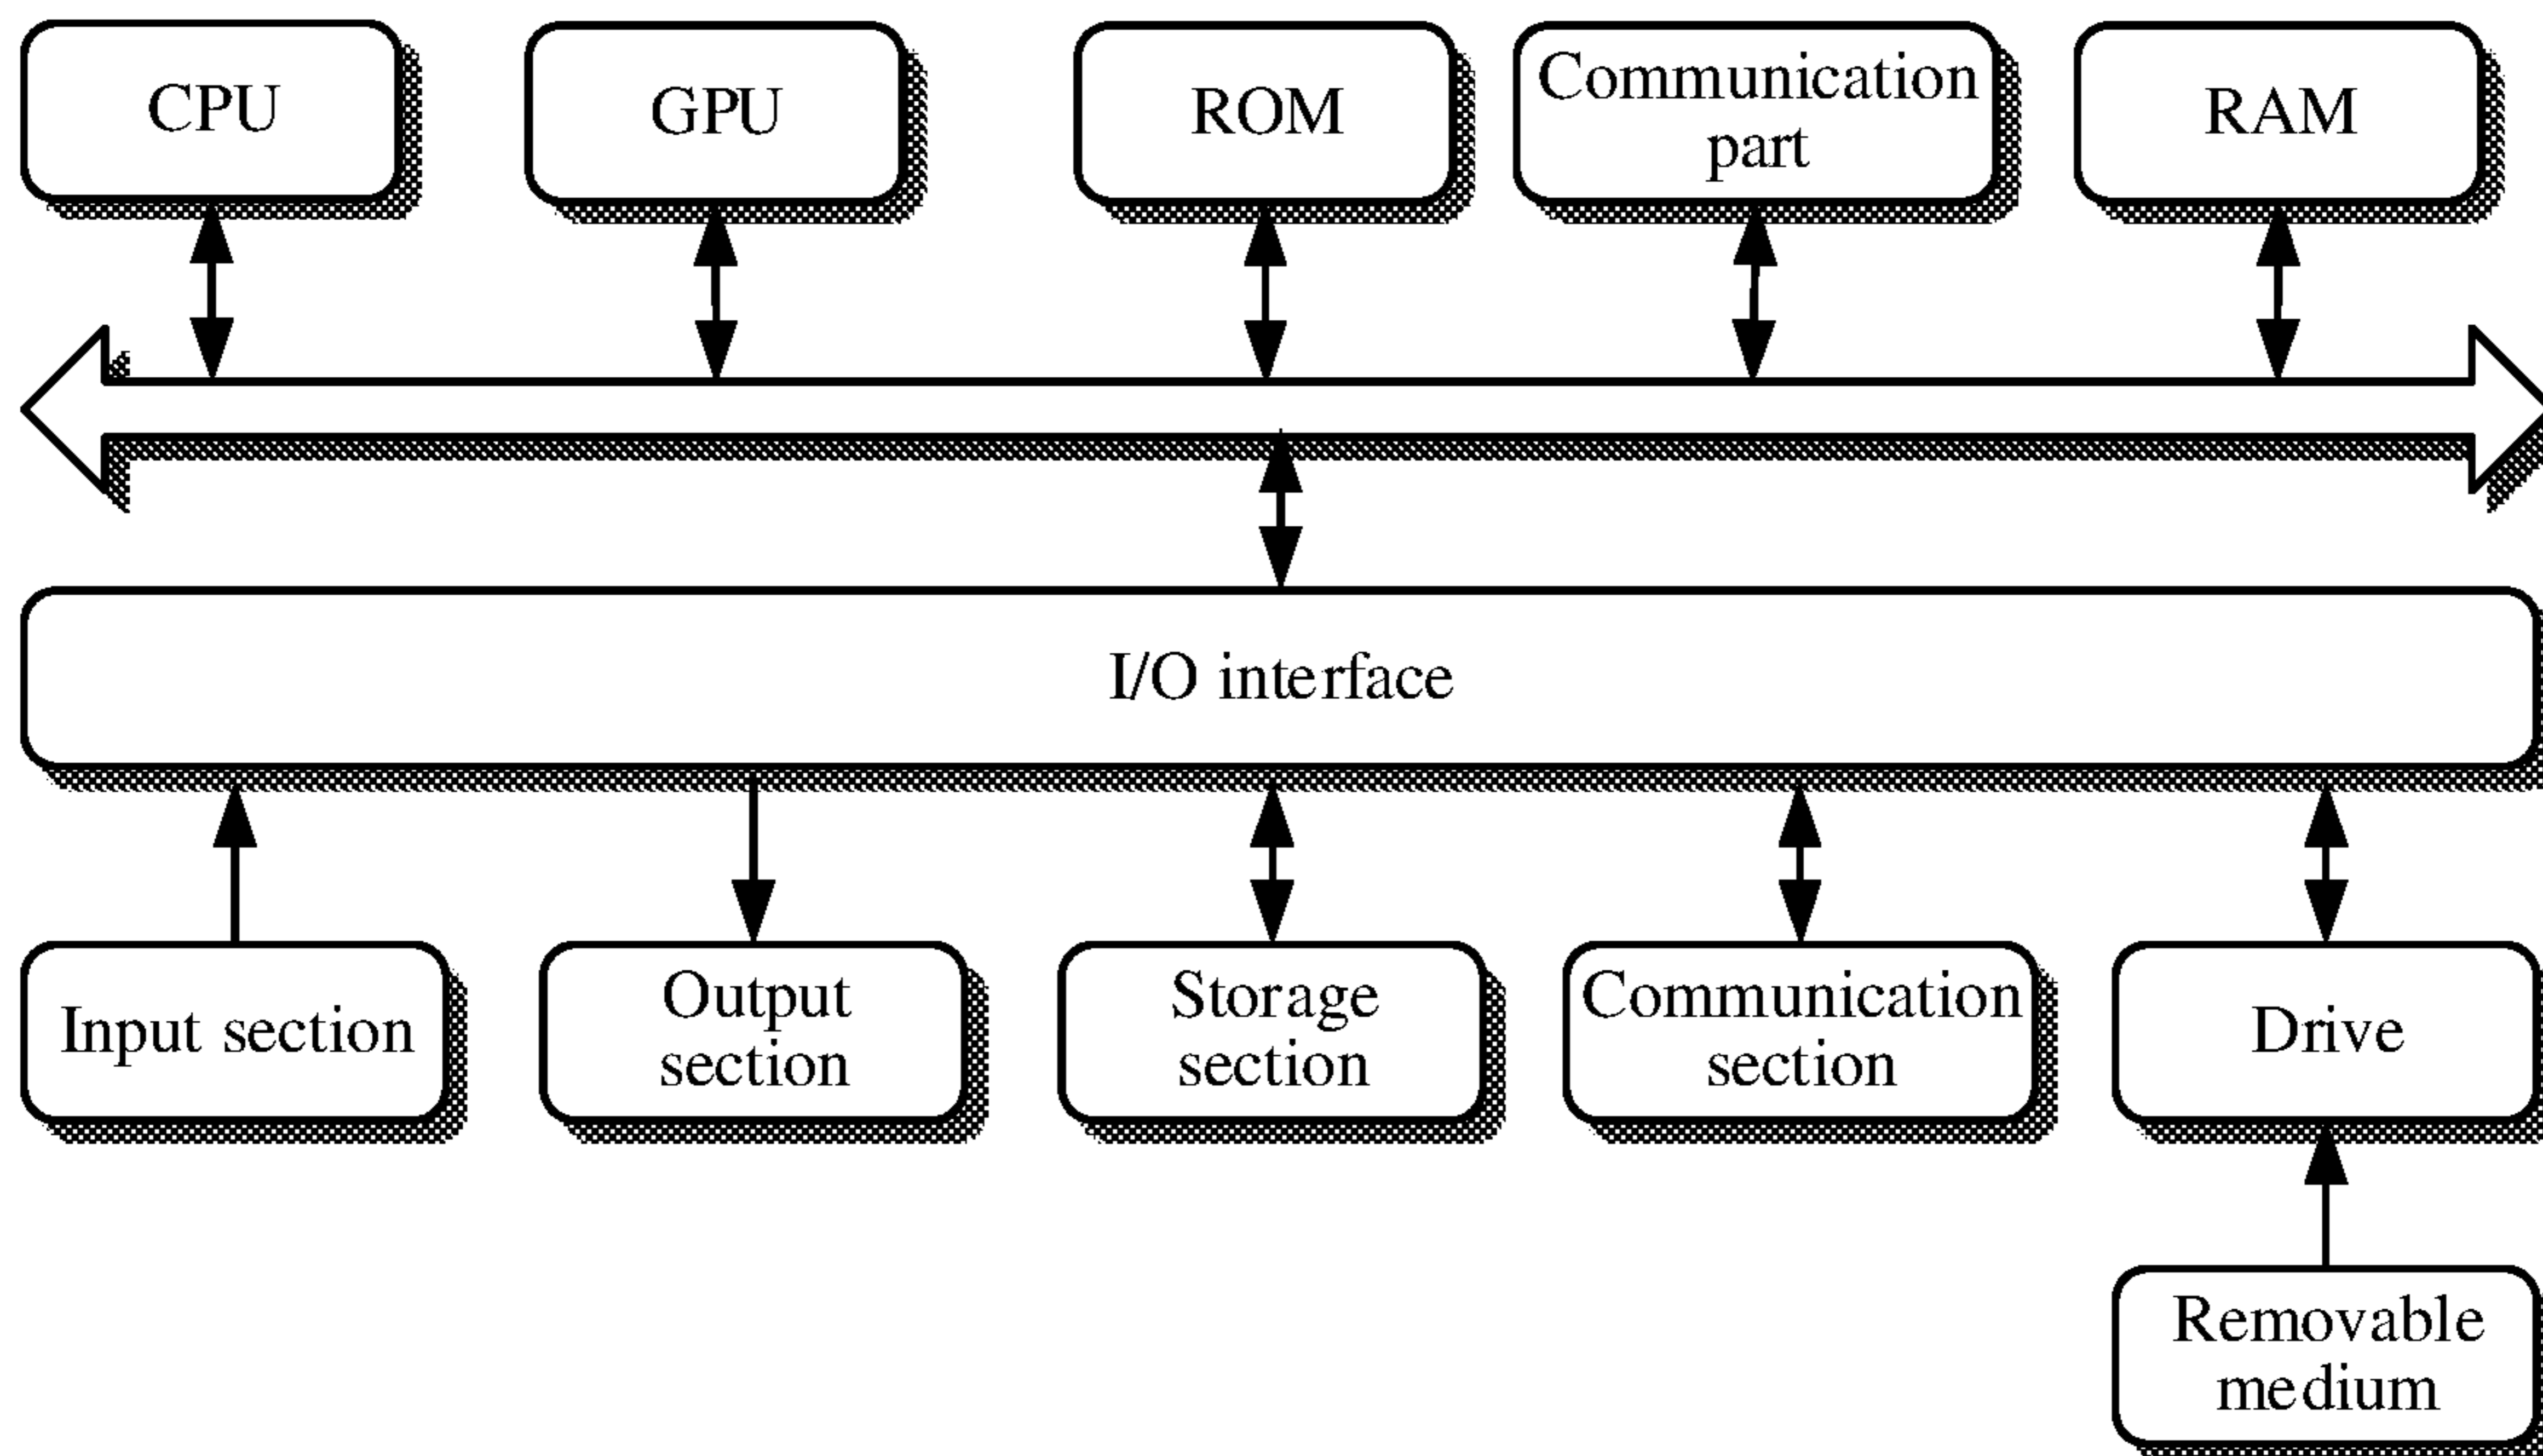 CPU
GPU
ROM
Communication
part
RAM
I/O interface
Input section
Output
section
Storage
section
Communication
section
Drive
Removable
medium